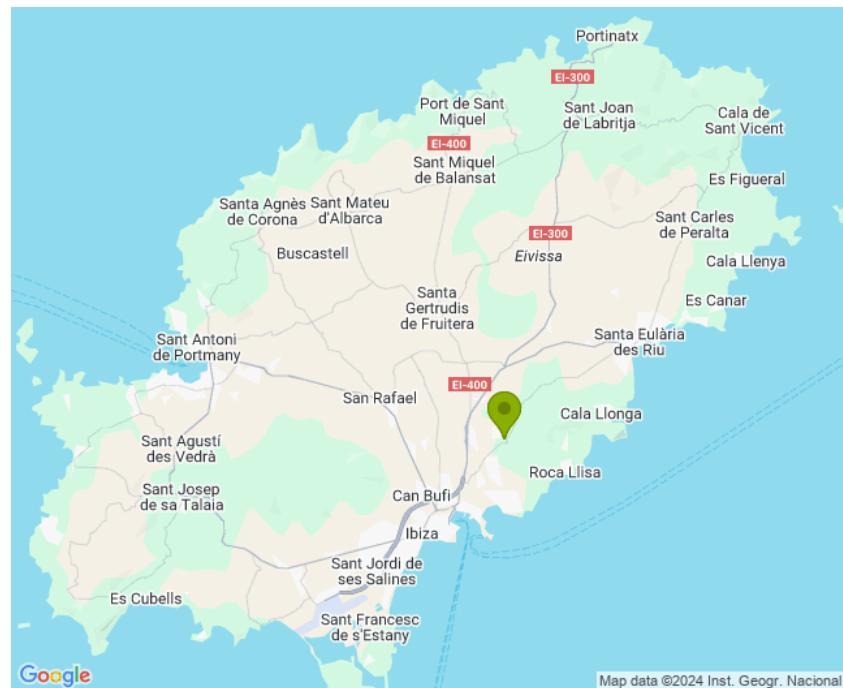 Portinatx
EI-300
Port de Sant
Miquel
Sant Joan
de Labritja
Cala de
Sant Vicent
EI-400
Sant Miquel
de Balansat
Es Figueral
Santa Agnès
de Corona
Sant Mateu
d'Albarca
Sant Carles
de Peralta
EI-300
Buscastell
Eivissa
Cala Llenya
Santa
Gertrudis
de Fruitera
Es Canar
Sant Antoni
de Portmany
Santa Eulària
des Riu
EI-400
San Rafael
Cala Llonga
Sant Agustí
des Vedrà
Roca Llisa
Sant Josep
de sa Talaia
Can Bufi
Ibiza
Sant Jordi de
ses Salines
Es Cubells
Sant Francesc
de s'Estany
Google
Map data ©2024 Inst. Geogr. Nacional